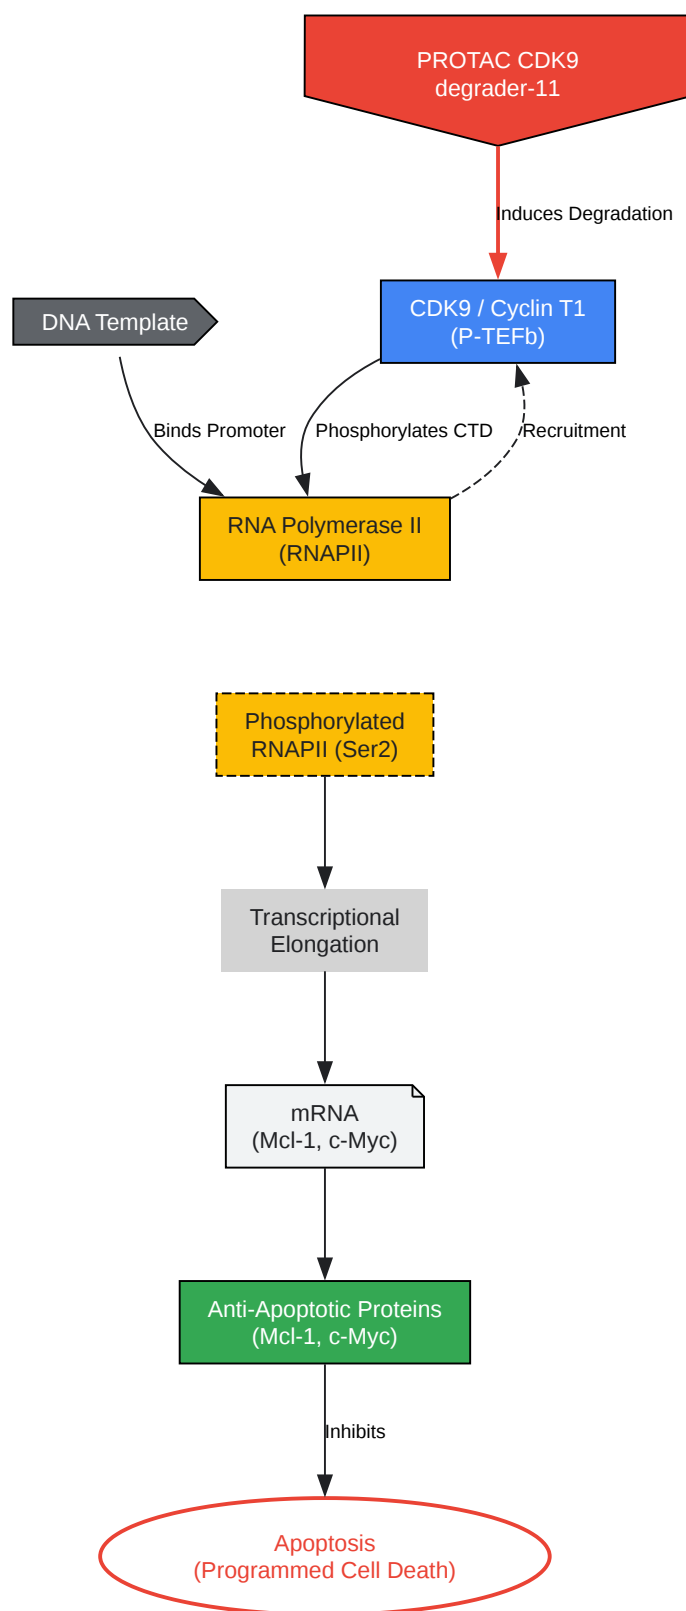 PROTAC CDK9
degrader-11
Induces Degradation
DNA Template
CDK9 / Cyclin T1
(P-TEFb)
Binds Promoter
Phosphorylates CTD
Recruitment
RNA Polymerase II
(RNAPII)
Phosphorylated
RNAPII (Ser2)
Transcriptional
Elongation
mRNA
(Mcl-1, c-Myc)
Anti-Apoptotic Proteins
(Mcl-1, c-Myc)
Inhibits
Apoptosis
(Programmed Cell Death)